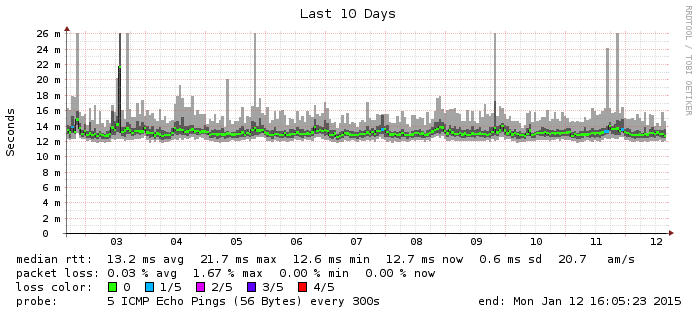 Last 10 Days
RRDTOOL / TOBI OETIKER
Seconds
26 m
24 m
22 m
20 m
18 m
16 m
14 m
12 m
10 m
8 m
6 m
4 m
2 m
0
03 04 05 06 07 08 09 10 11 12
median rtt: 13.2 ms avg 21.7 ms max 12.6 ms min 12.7 ms now 0.6 ms sd 20.7 am/s
packet loss: 0.03 % avg 1.67 % max 0.00 % min 0.00 % now
loss color: 0 1/5 2/5 3/5 4/5
probe: 5 ICMP Echo Pings (56 Bytes) every 300s end: Mon Jan 12 16:05:23 2015